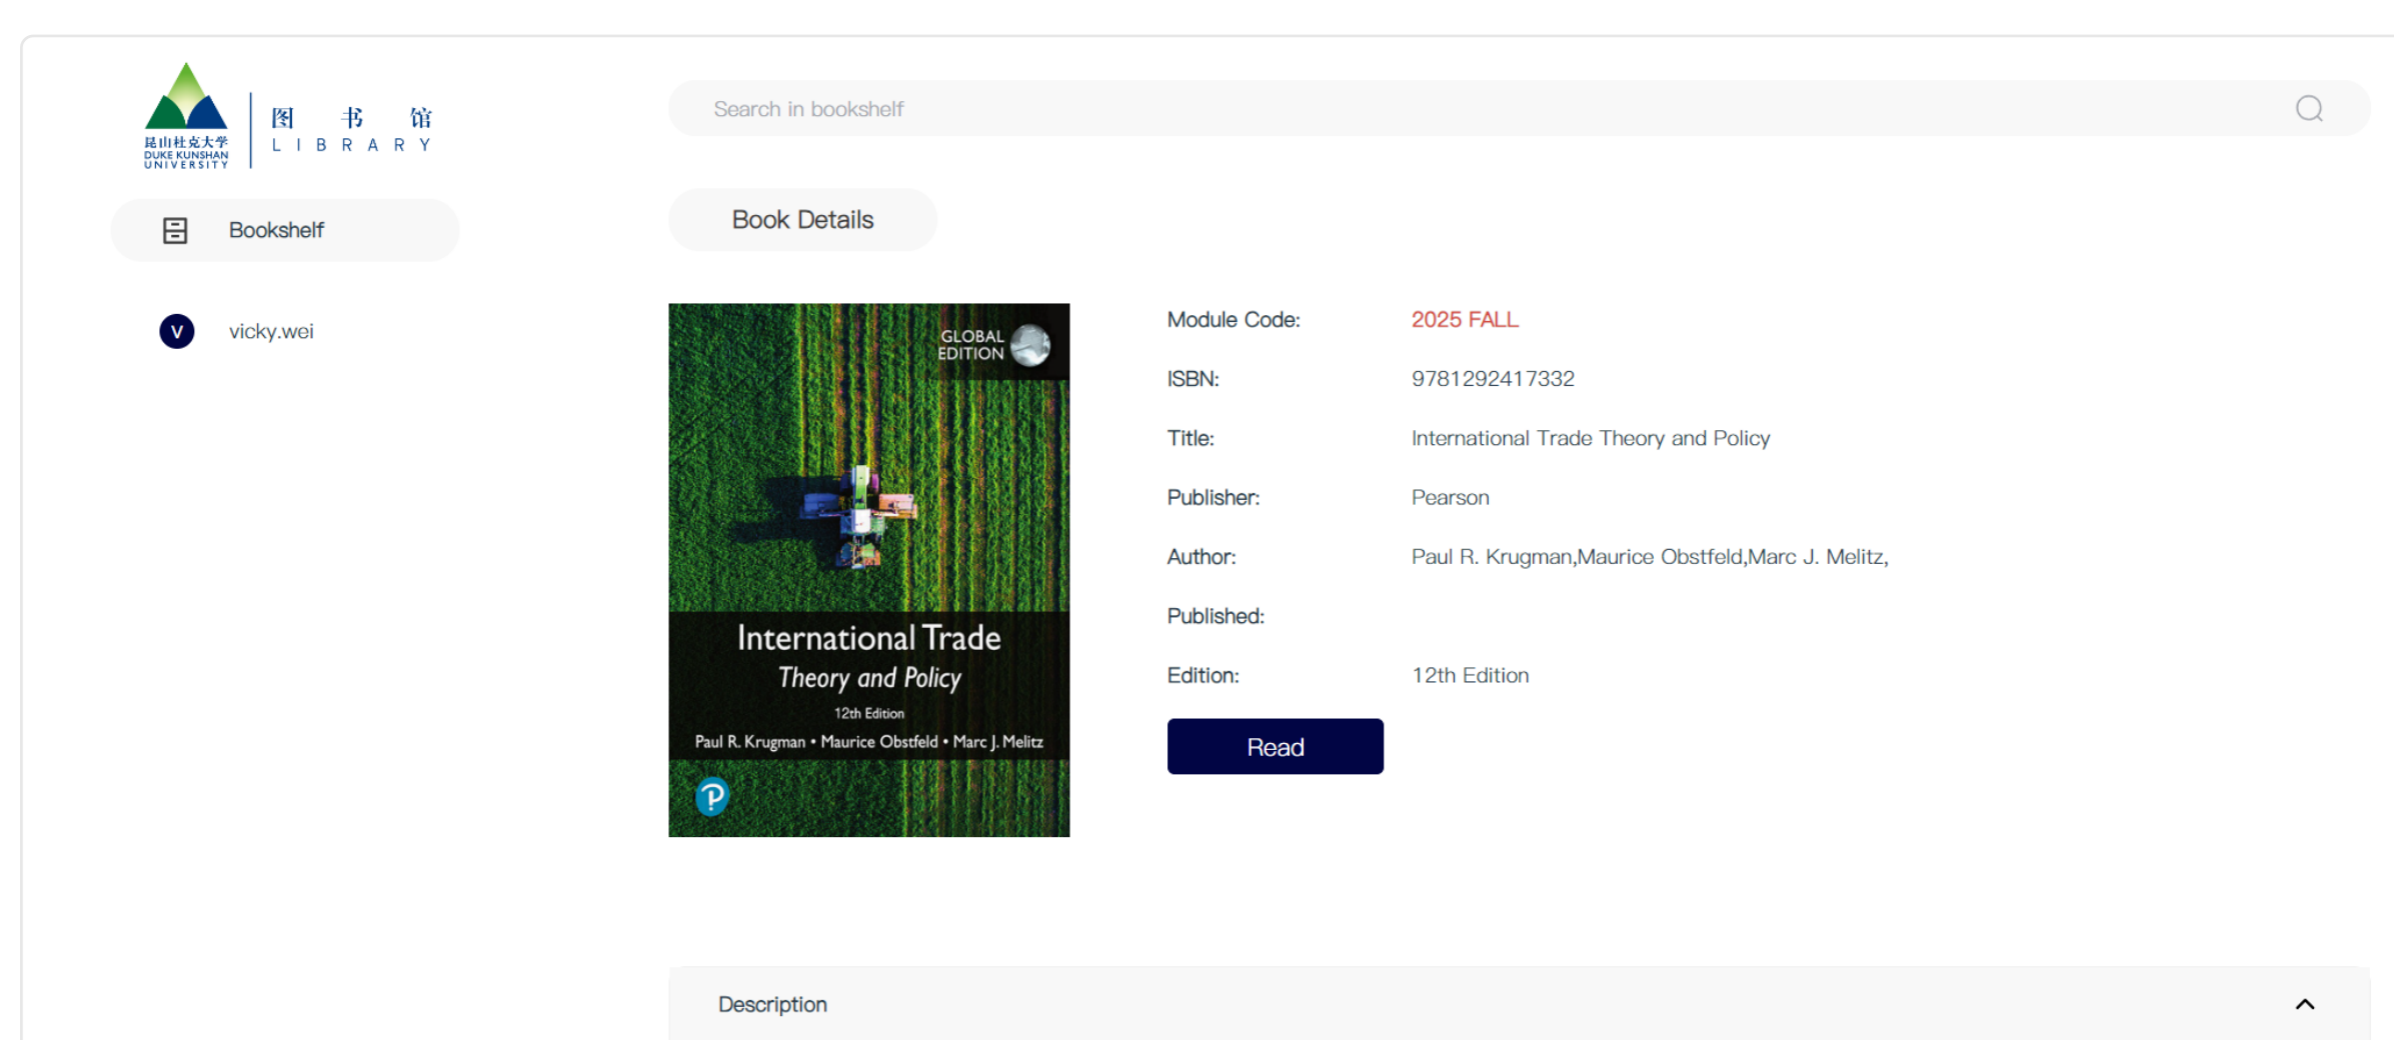 图 书 馆
LIBRARY
昆山杜克大学
DUKE KUNSHAN
UNIVERSITY
Search in bookshelf
Bookshelf
V vicky.wei
Book Details
GLOBAL
EDITION
International Trade
Theory and Policy
12th Edition
Paul R. Krugman • Maurice Obstfeld • Marc J. Melitz
P
Module Code: 2025 FALL
ISBN: 9781292417332
Title: International Trade Theory and Policy
Publisher: Pearson
Author: Paul R. Krugman,Maurice Obstfeld,Marc J. Melitz,
Published:
Edition: 12th Edition
Read
Description